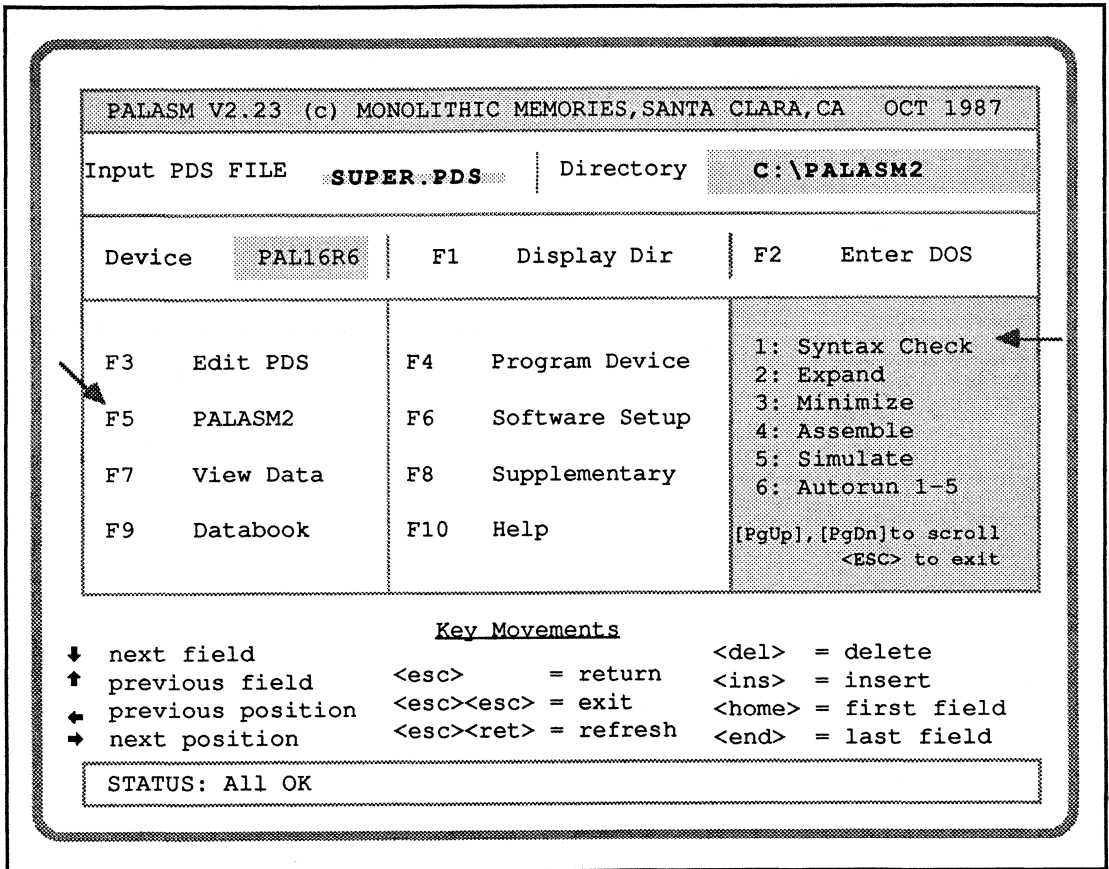 PALASM V2.23 (c) MONOLITHIC MEMORIES,SANTA CLARA,CA OCT 1987
Input PDS FILE SUPER.PDS Directory C:\PALASM2
Device PAL16R6 F1 Display Dir F2 Enter DOS
F3 Edit PDS F4 Program Device
F5 PALASM2 F6 Software Setup
F7 View Data F8 Supplementary
F9 Databook F10 Help
1: Syntax Check
2: Expand
3: Minimize
4: Assemble
5: Simulate
6: Autorun 1-5
[PgUp],[PgDn]to scroll
<ESC> to exit
Key Movements
↓ next field
↑ previous field
← previous position
→ next position
<esc> = return
<esc><esc> = exit
<esc><ret> = refresh
<del> = delete
<ins> = insert
<home> = first field
<end> = last field
STATUS: All OK